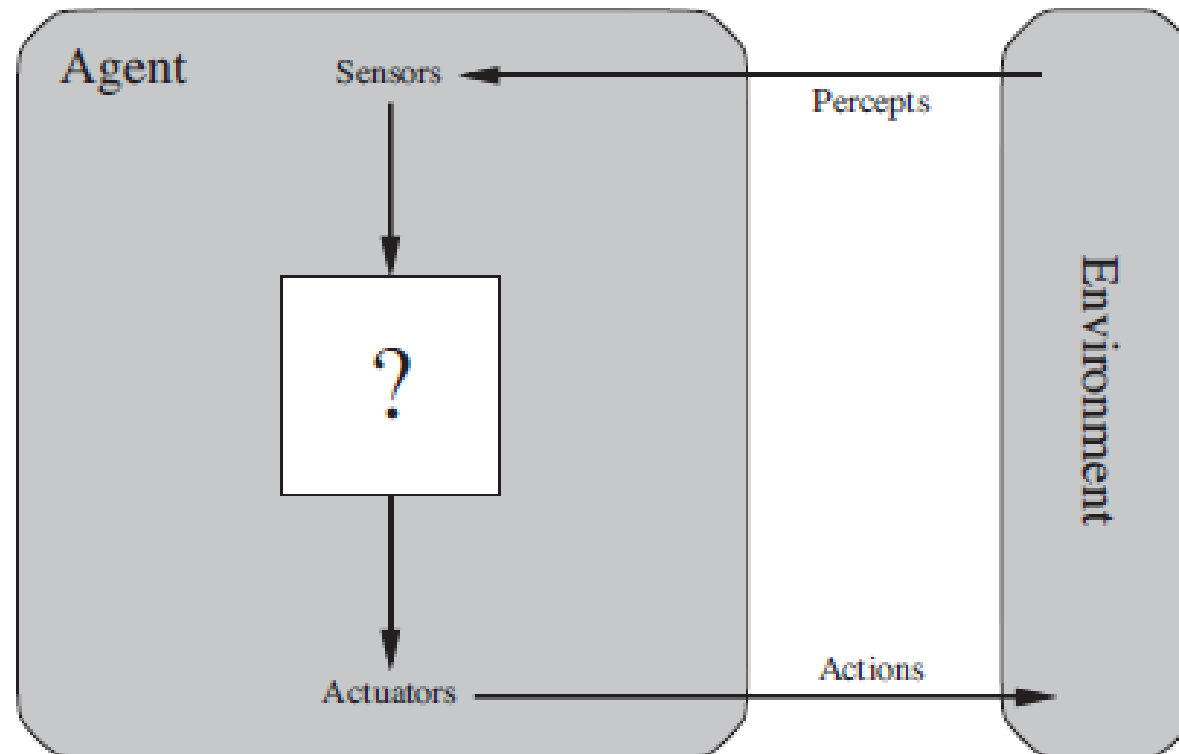 Agent
Sensors
Percepts
?
Environment
Actuators
Actions